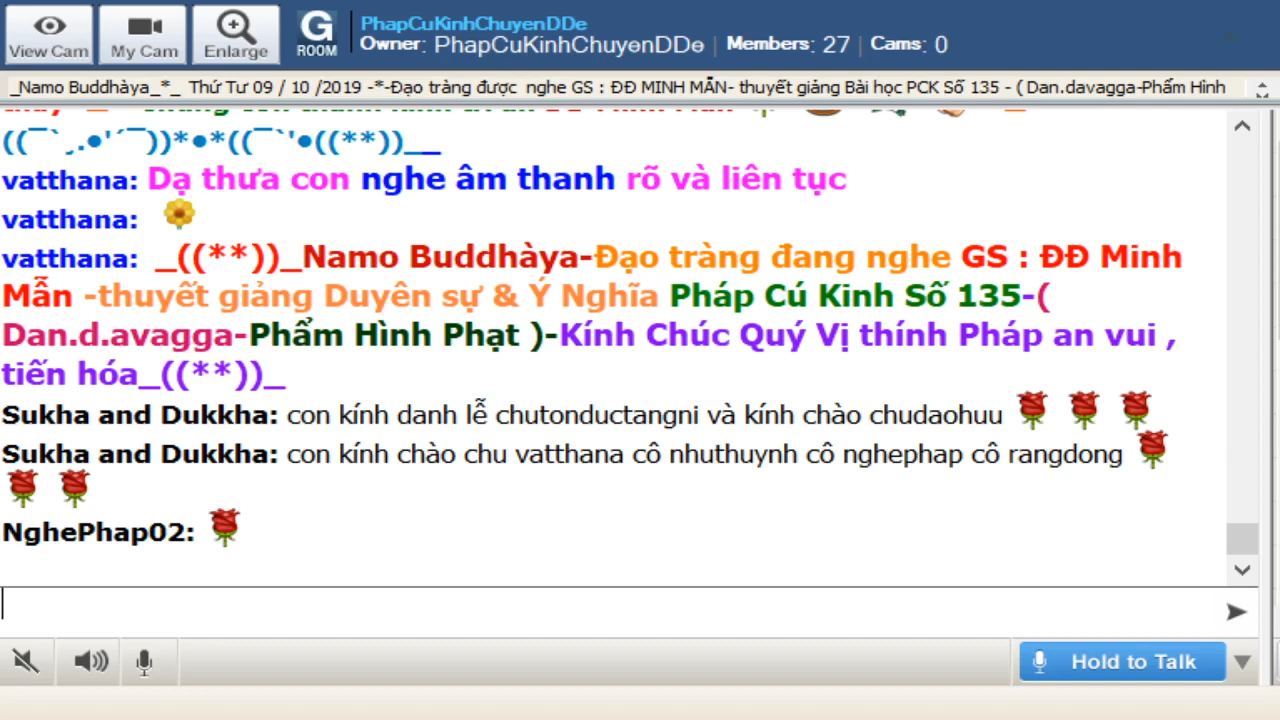 PhapCuKinhChuyenDDe
View Cam My Cam Enlarge G ROOM Owner: PhapCuKinhChuyenDDe | Members: 27 | Cams: 0
_Namo Buddhàya_*_ Thứ Tư 09 / 10 /2019 -*-Đạo tràng được nghe GS : ĐĐ MINH MẪN- thuyết giảng Bài học PCK Số 135 - ( Dan.davagga-Phẩm Hình
((¯`¸.●'´¯))*●*((¯`'●((**))__
vatthana: Dạ thưa con nghe âm thanh rõ và liên tục
vatthana:
vatthana: _((**))_Namo Buddhàya-Đạo tràng đang nghe GS : ĐĐ Minh
Mẫn -thuyết giảng Duyên sự & Ý Nghĩa Pháp Cú Kinh Số 135-(
Dan.d.avagga-Phẩm Hình Phạt )-Kính Chúc Quý Vị thính Pháp an vui ,
tiến hóa_((**))_
Sukha and Dukkha: con kính danh lễ chutonductangni và kính chào chudaohuu
Sukha and Dukkha: con kính chào chu vatthana cô nhuthuynh cô nghephap cô rangdong
NghePhap02:
Hold to Talk